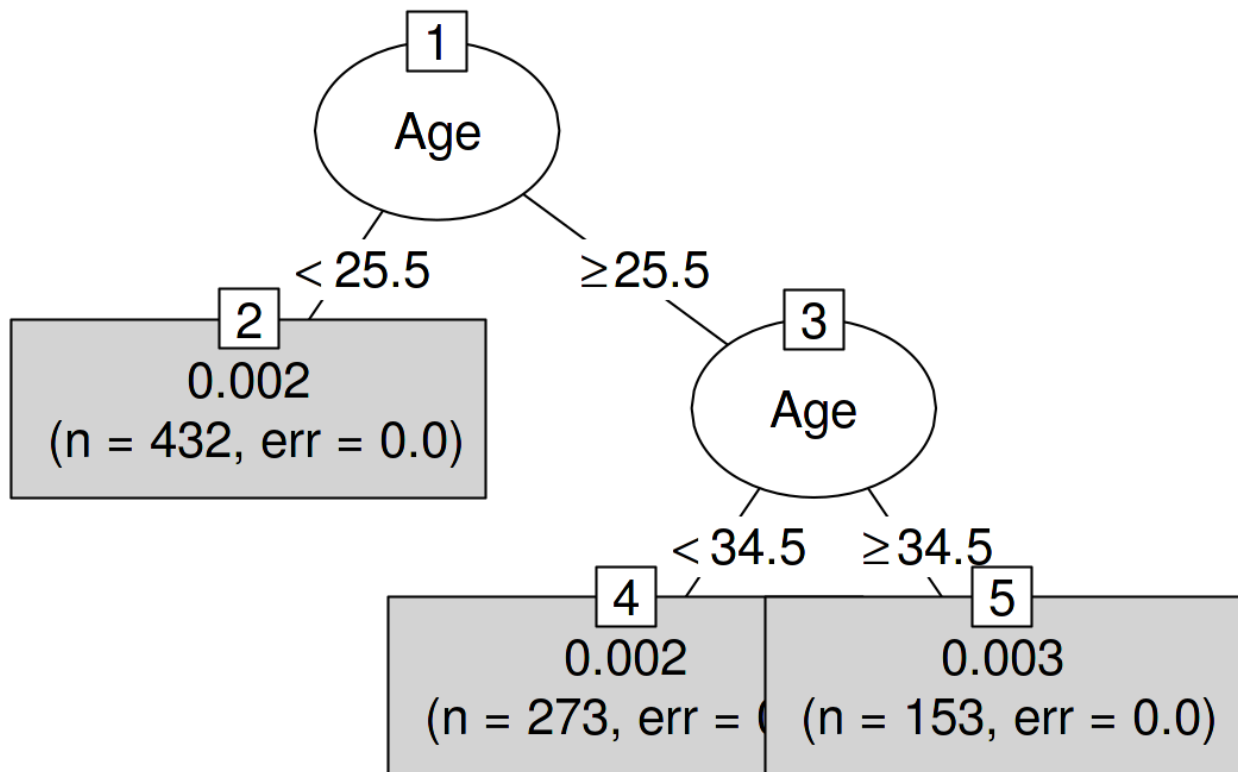 1
Age
< 25.5
≥25.5
2
0.002
(n = 432, err = 0.0)
3
Age
< 34.5
≥34.5
4
0.002
(n = 273, err =
5
0.003
(n = 153, err = 0.0)